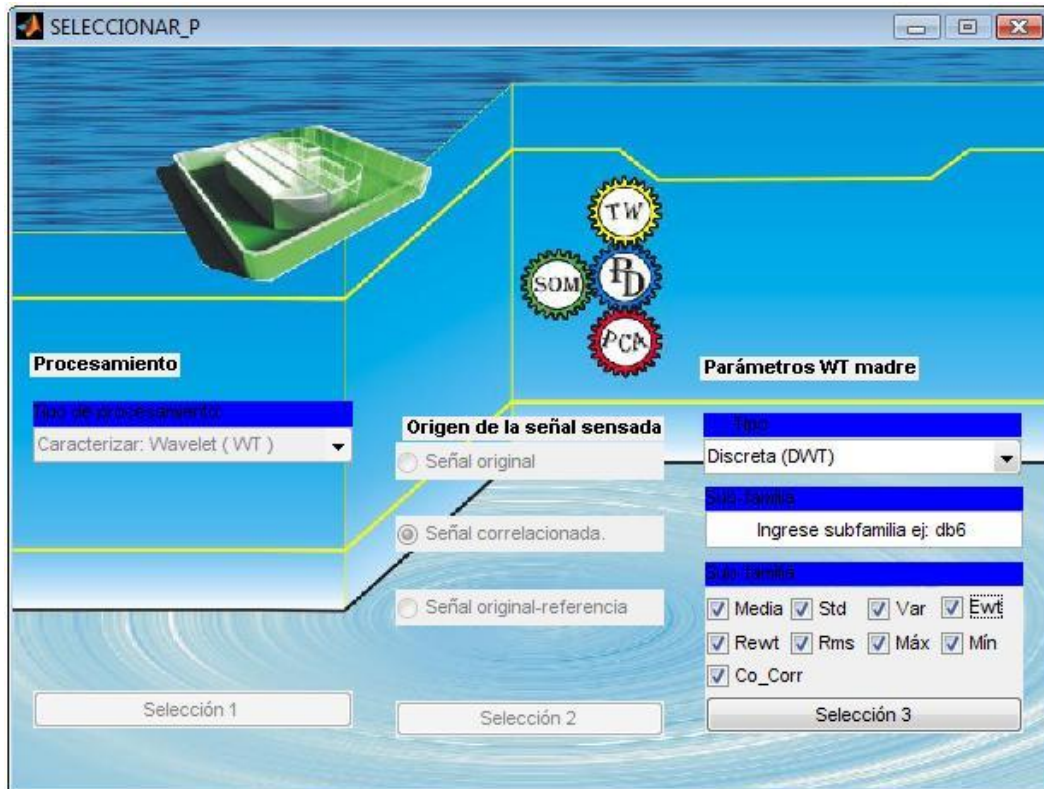 SELECCIONAR_P
TW
SOM
PD
PCA
Procesamiento
Tipo de procesamiento:
Caracterizar: Wavelet ( WT )
Selección 1
Origen de la señal sensada
Señal original
Señal correlacionada.
Señal original-referencia
Selección 2
Parámetros WT madre
Tipo
Discreta (DWT)
Sub-familia
Ingrese subfamilia ej: db6
Sub-familia
Media Std Var Ewt
Rewt Rms Máx Mín
Co_Corr
Selección 3